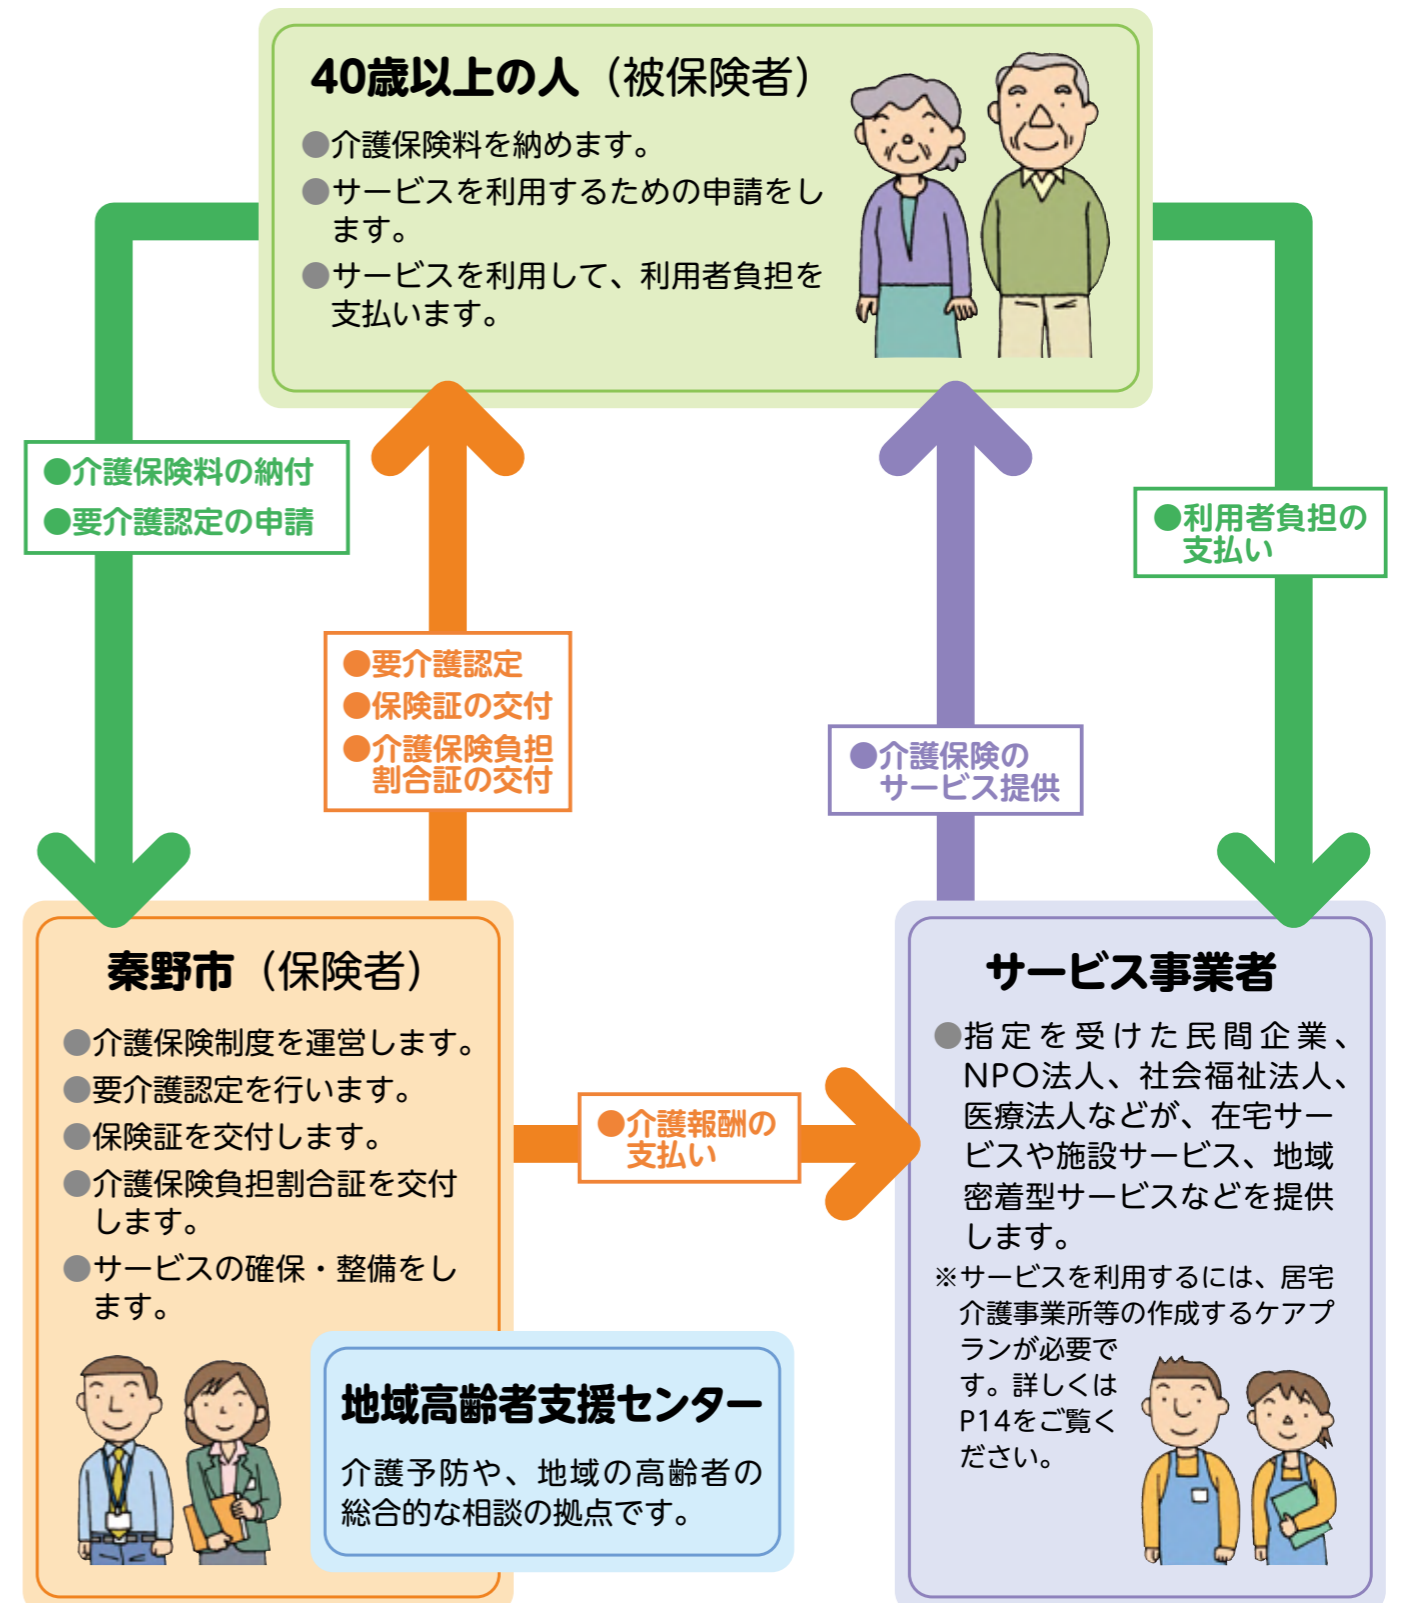 40歳以上の人（被保険者）
●介護保険料を納めます。
●サービスを利用するための申請をし
ます。
●サービスを利用して、利用者負担を
支払います。
●介護保険料の納付
●要介護認定の申請
●利用者負担の
支払い
●要介護認定
●保険証の交付
●介護保険負担
割合証の交付
●介護保険の
サービス提供
秦野市（保険者）
●介護保険制度を運営します。
●要介護認定を行います。
●保険証を交付します。
●介護保険負担割合証を交付
します。
●サービスの確保・整備をし
ます。
●介護報酬の
支払い
サービス事業者
●指定を受けた民間企業、
NPO法人、社会福祉法人、
医療法人などが、在宅サー
ビスや施設サービス、地域
密着型サービスなどを提供
します。
※サービスを利用するには、居宅
介護事業所等の作成するケアプ
ランが必要で
す。詳しくは
P14をご覧く
ださい。
地域高齢者支援センター
介護予防や、地域の高齢者の
総合的な相談の拠点です。